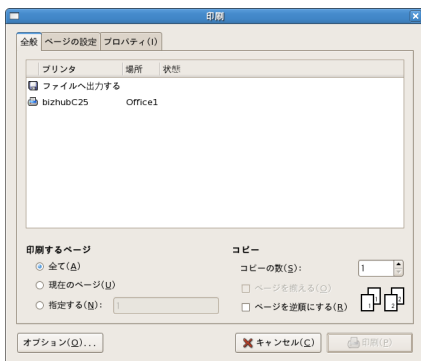 印刷
全般 ページの設定 プロパティ(I)
プリンタ 場所 状態
ファイルへ出力する
bizhubC25 Office1
印刷するページ
全て(A)
現在のページ(U)
指定する(N): 1
コピー
コピーの数(S): 1
ページを揃える(O)
ページを逆順にする(R)
1 1 2 2
オプション(O)... キャンセル(C) 印刷(P)